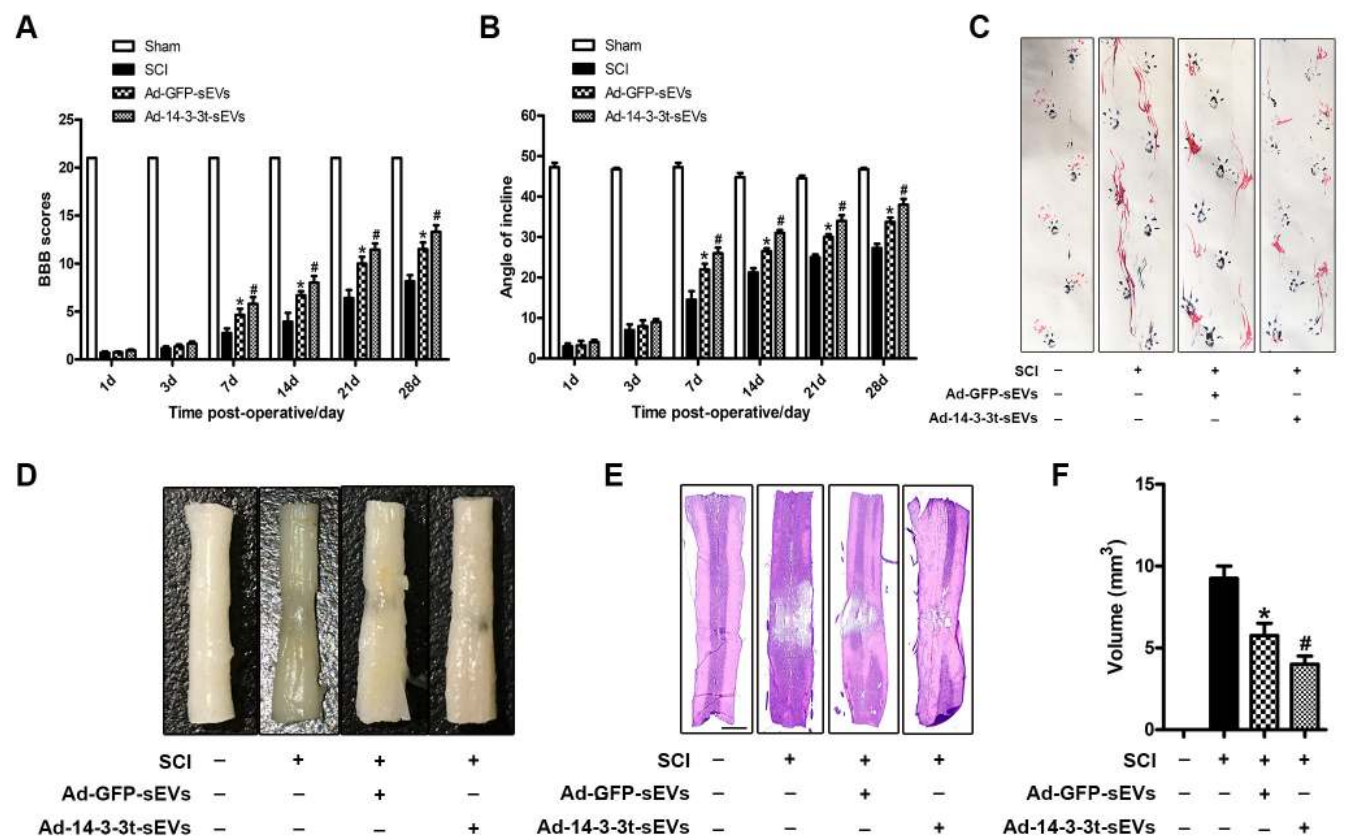 A
Sham
SCI
Ad-GFP-sEVs
Ad-14-3-3t-sEVs
25
20
15
10
5
0
BBB scores
* # * # * # * #
1d 3d 7d 14d 21d 28d
Time post-operative/day
B
Sham
SCI
Ad-GFP-sEVs
Ad-14-3-3t-sEVs
60
50
40
30
20
10
0
Angle of incline
* # * # * # * #
1d 3d 7d 14d 21d 28d
Time post-operative/day
C
SCI – + + +
Ad-GFP-sEVs – – + –
Ad-14-3-3t-sEVs – – – +
D
SCI – + + +
Ad-GFP-sEVs – – + –
Ad-14-3-3t-sEVs – – – +
E
SCI – + + +
Ad-GFP-sEVs – – + –
Ad-14-3-3t-sEVs – – – +
F
15
10
5
0
Volume (mm³)
* #
SCI – + + +
Ad-GFP-sEVs – – + –
Ad-14-3-3t-sEVs – – – +